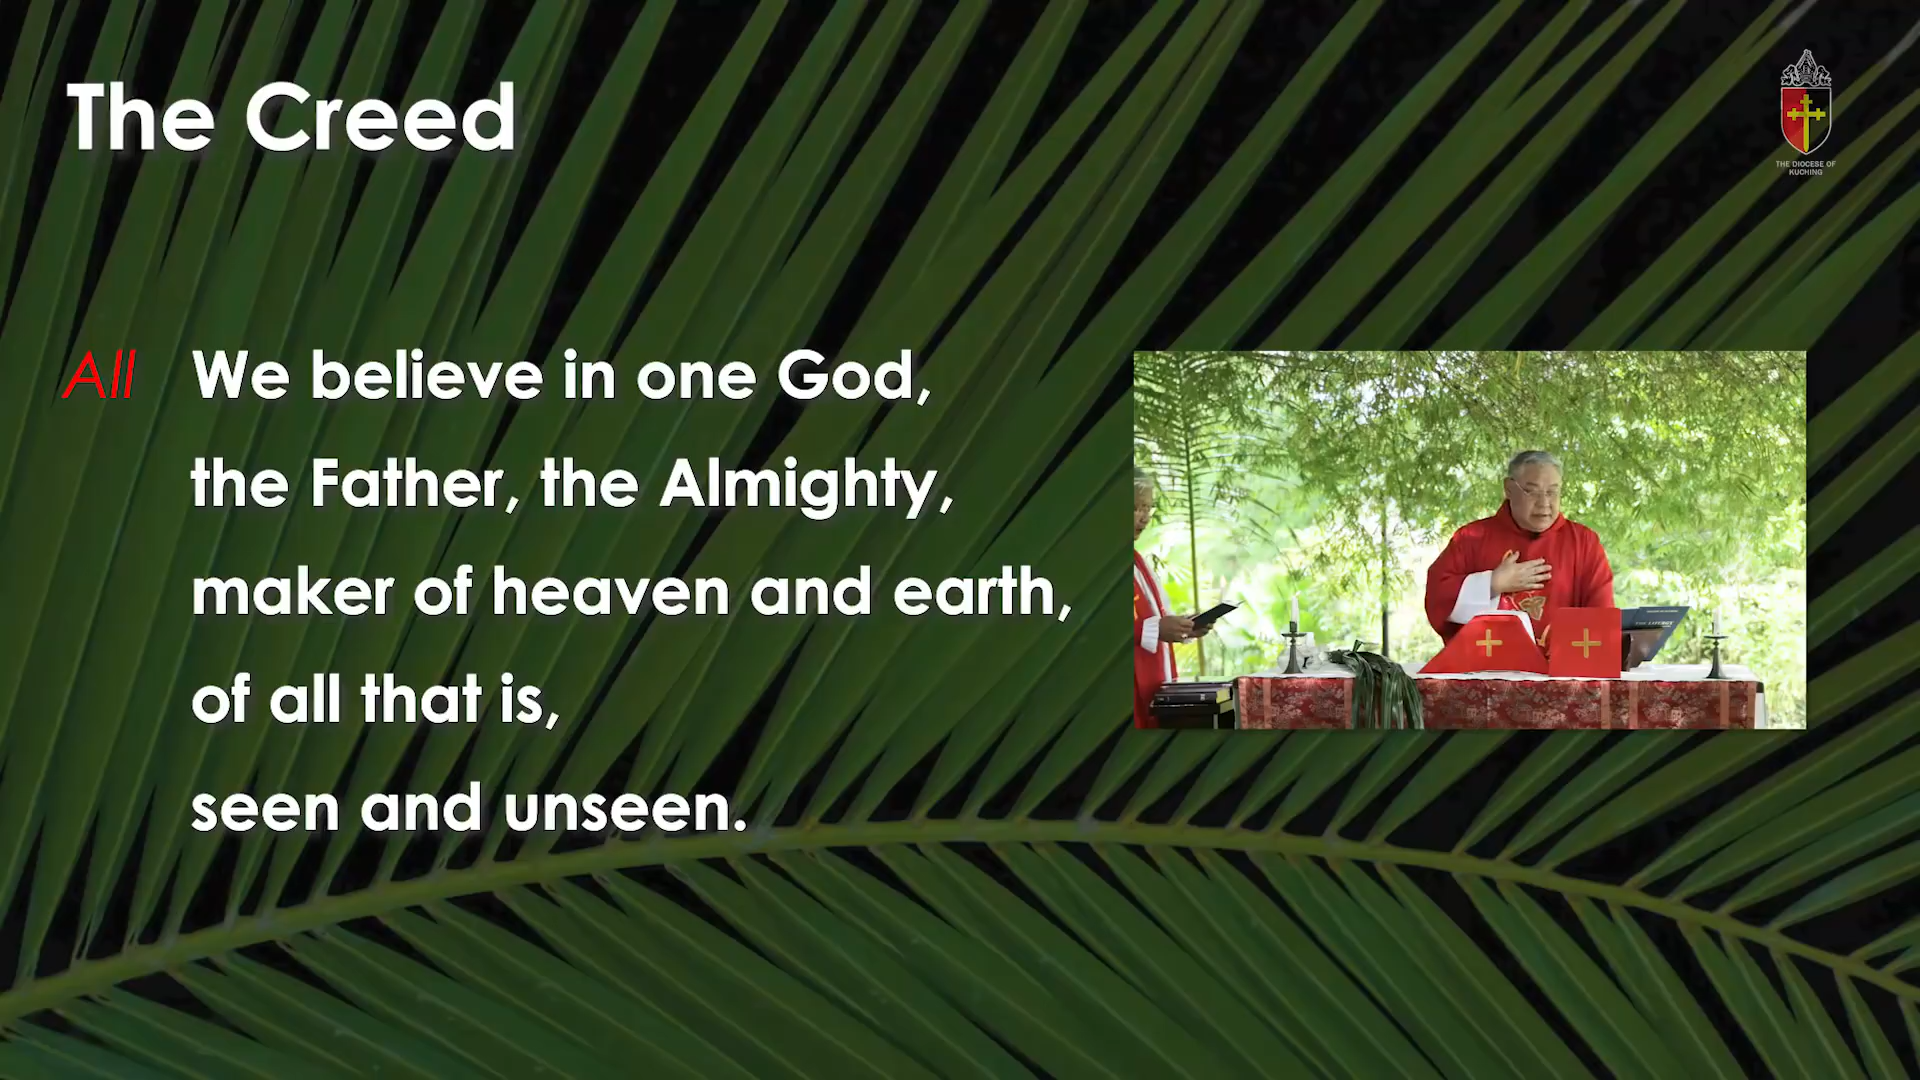 The Creed
THE DIOCESE OF
KUCHING
All We believe in one God,
the Father, the Almighty,
maker of heaven and earth,
of all that is,
seen and unseen.